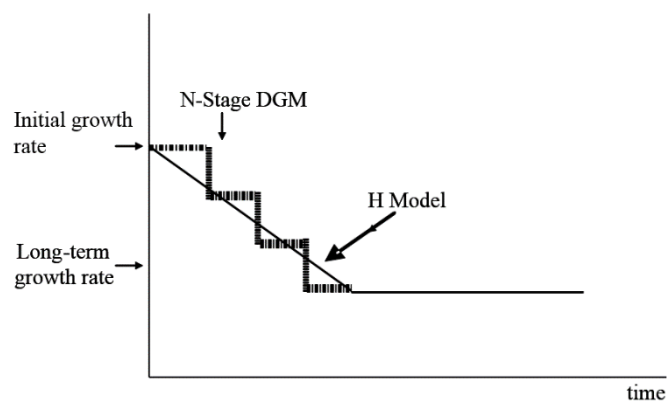 N-Stage DGM
Initial growth
rate
H Model
Long-term
growth rate
time